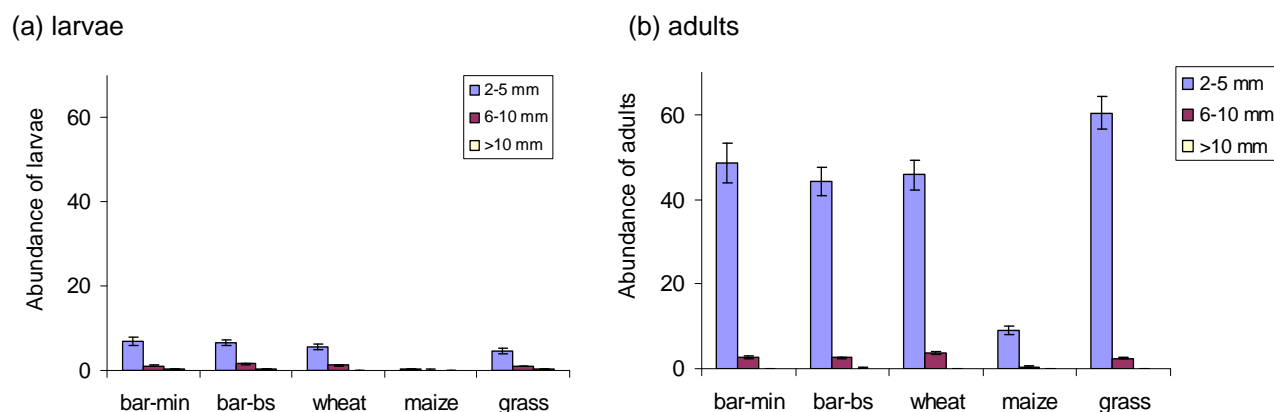 (a) larvae
Abundance of larvae
60
40
20
0
2-5 mm
6-10 mm
>10 mm
bar-min bar-bs wheat maize grass
(b) adults
Abundance of adults
60
40
20
0
2-5 mm
6-10 mm
>10 mm
bar-min bar-bs wheat maize grass